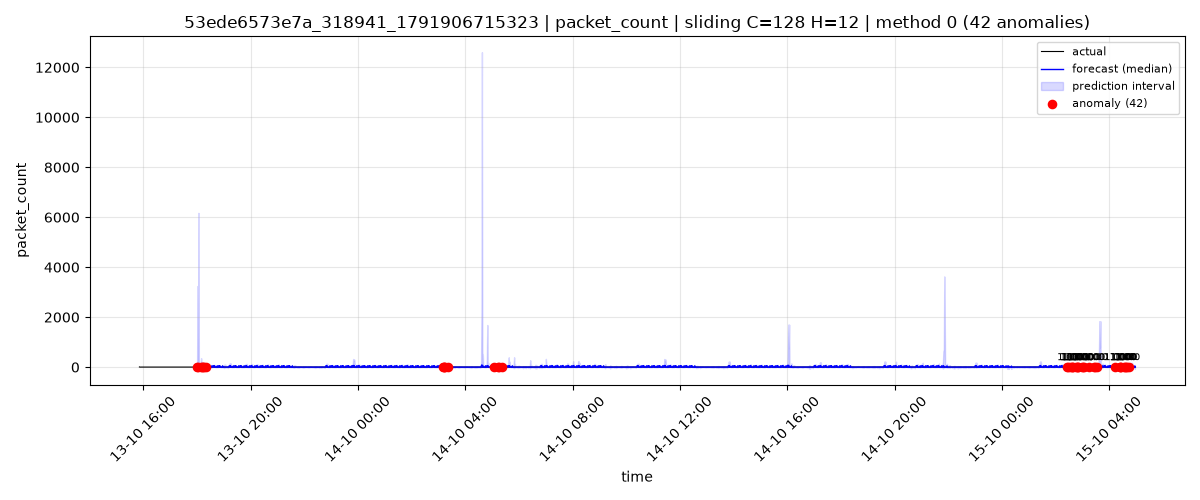 53ede6573e7a_318941_1791906715323 | packet_count | sliding C=128 H=12 | method 0 (42 anomalies)
actual
forecast (median)
prediction interval
anomaly (42)
packet_count
12000
10000
8000
6000
4000
2000
0
13-10 16:00
13-10 20:00
14-10 00:00
14-10 04:00
14-10 08:00
14-10 12:00
14-10 16:00
14-10 20:00
15-10 00:00
15-10 04:00
time